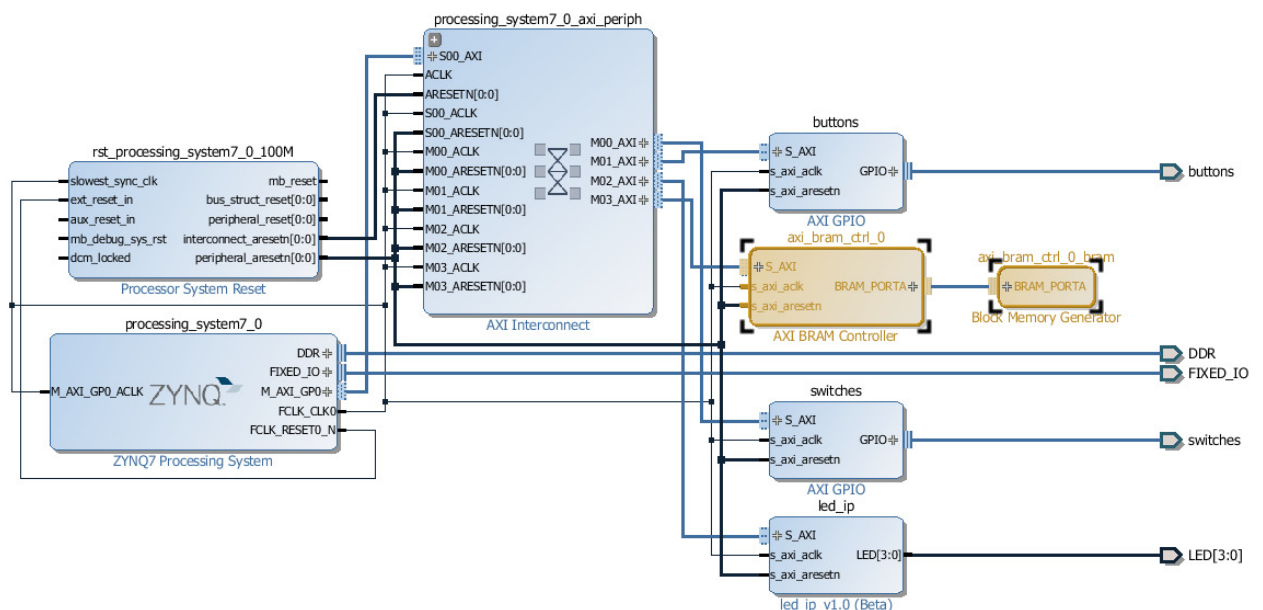 processing_system7_0_axi_periph
S00_AXI
ACLK
ARESETN[0:0]
S00_ACLK
S00_ARESETN[0:0]
M00_ACLK
M00_ARESETN[0:0]
M01_ACLK
M01_ARESETN[0:0]
M02_ACLK
M02_ARESETN[0:0]
M03_ACLK
M03_ARESETN[0:0]
M00_AXI
M01_AXI
M02_AXI
M03_AXI
AXI Interconnect
rst_processing_system7_0_100M
slowest_sync_clk
ext_reset_in
aux_reset_in
mb_debug_sys_rst
dcm_locked
mb_reset
bus_struct_reset[0:0]
peripheral_reset[0:0]
interconnect_aresetn[0:0]
peripheral_aresetn[0:0]
Processor System Reset
processing_system7_0
M_AXI_GP0_ACLK
ZYNQ
DDR
FIXED_IO
M_AXI_GP0
FCLK_CLK0
FCLK_RESET0_N
ZYNQ7 Processing System
buttons
S_AXI
s_axi_aclk
s_axi_aresetn
GPIO
AXI GPIO
buttons
axi_bram_ctrl_0
S_AXI
s_axi_aclk
s_axi_aresetn
BRAM_PORTA
AXI BRAM Controller
axi_bram_ctrl_0_bram
BRAM_PORTA
Block Memory Generator
DDR
FIXED_IO
switches
S_AXI
s_axi_aclk
s_axi_aresetn
GPIO
AXI GPIO
switches
led_ip
S_AXI
s_axi_aclk
s_axi_aresetn
LED[3:0]
led_ip_v1.0 (Beta)
LED[3:0]